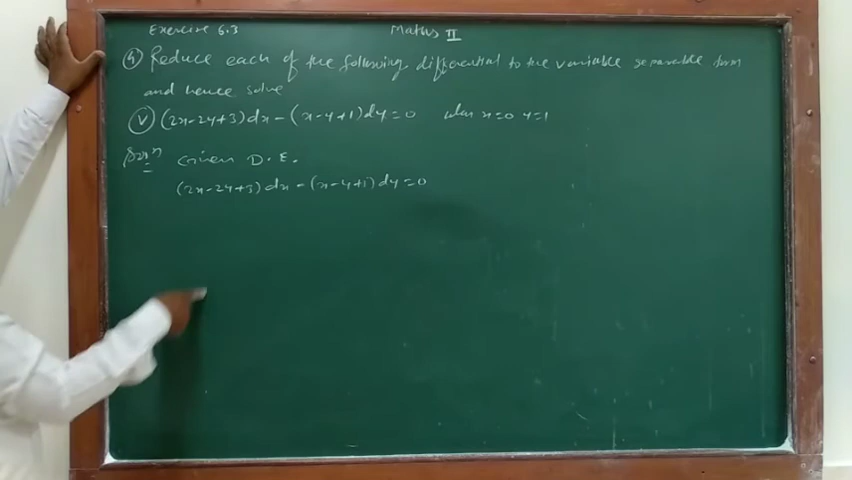 Exercise 6.3 Maths II
(4) Reduce each of the following differential to the variable separable form
and hence solve
(V) (2x-2y+3)dx-(x-y+1)dy=0 when x=0 y=1
Sol^n Given D.E.
(2x-2y+3)dx-(x-y+1)dy=0